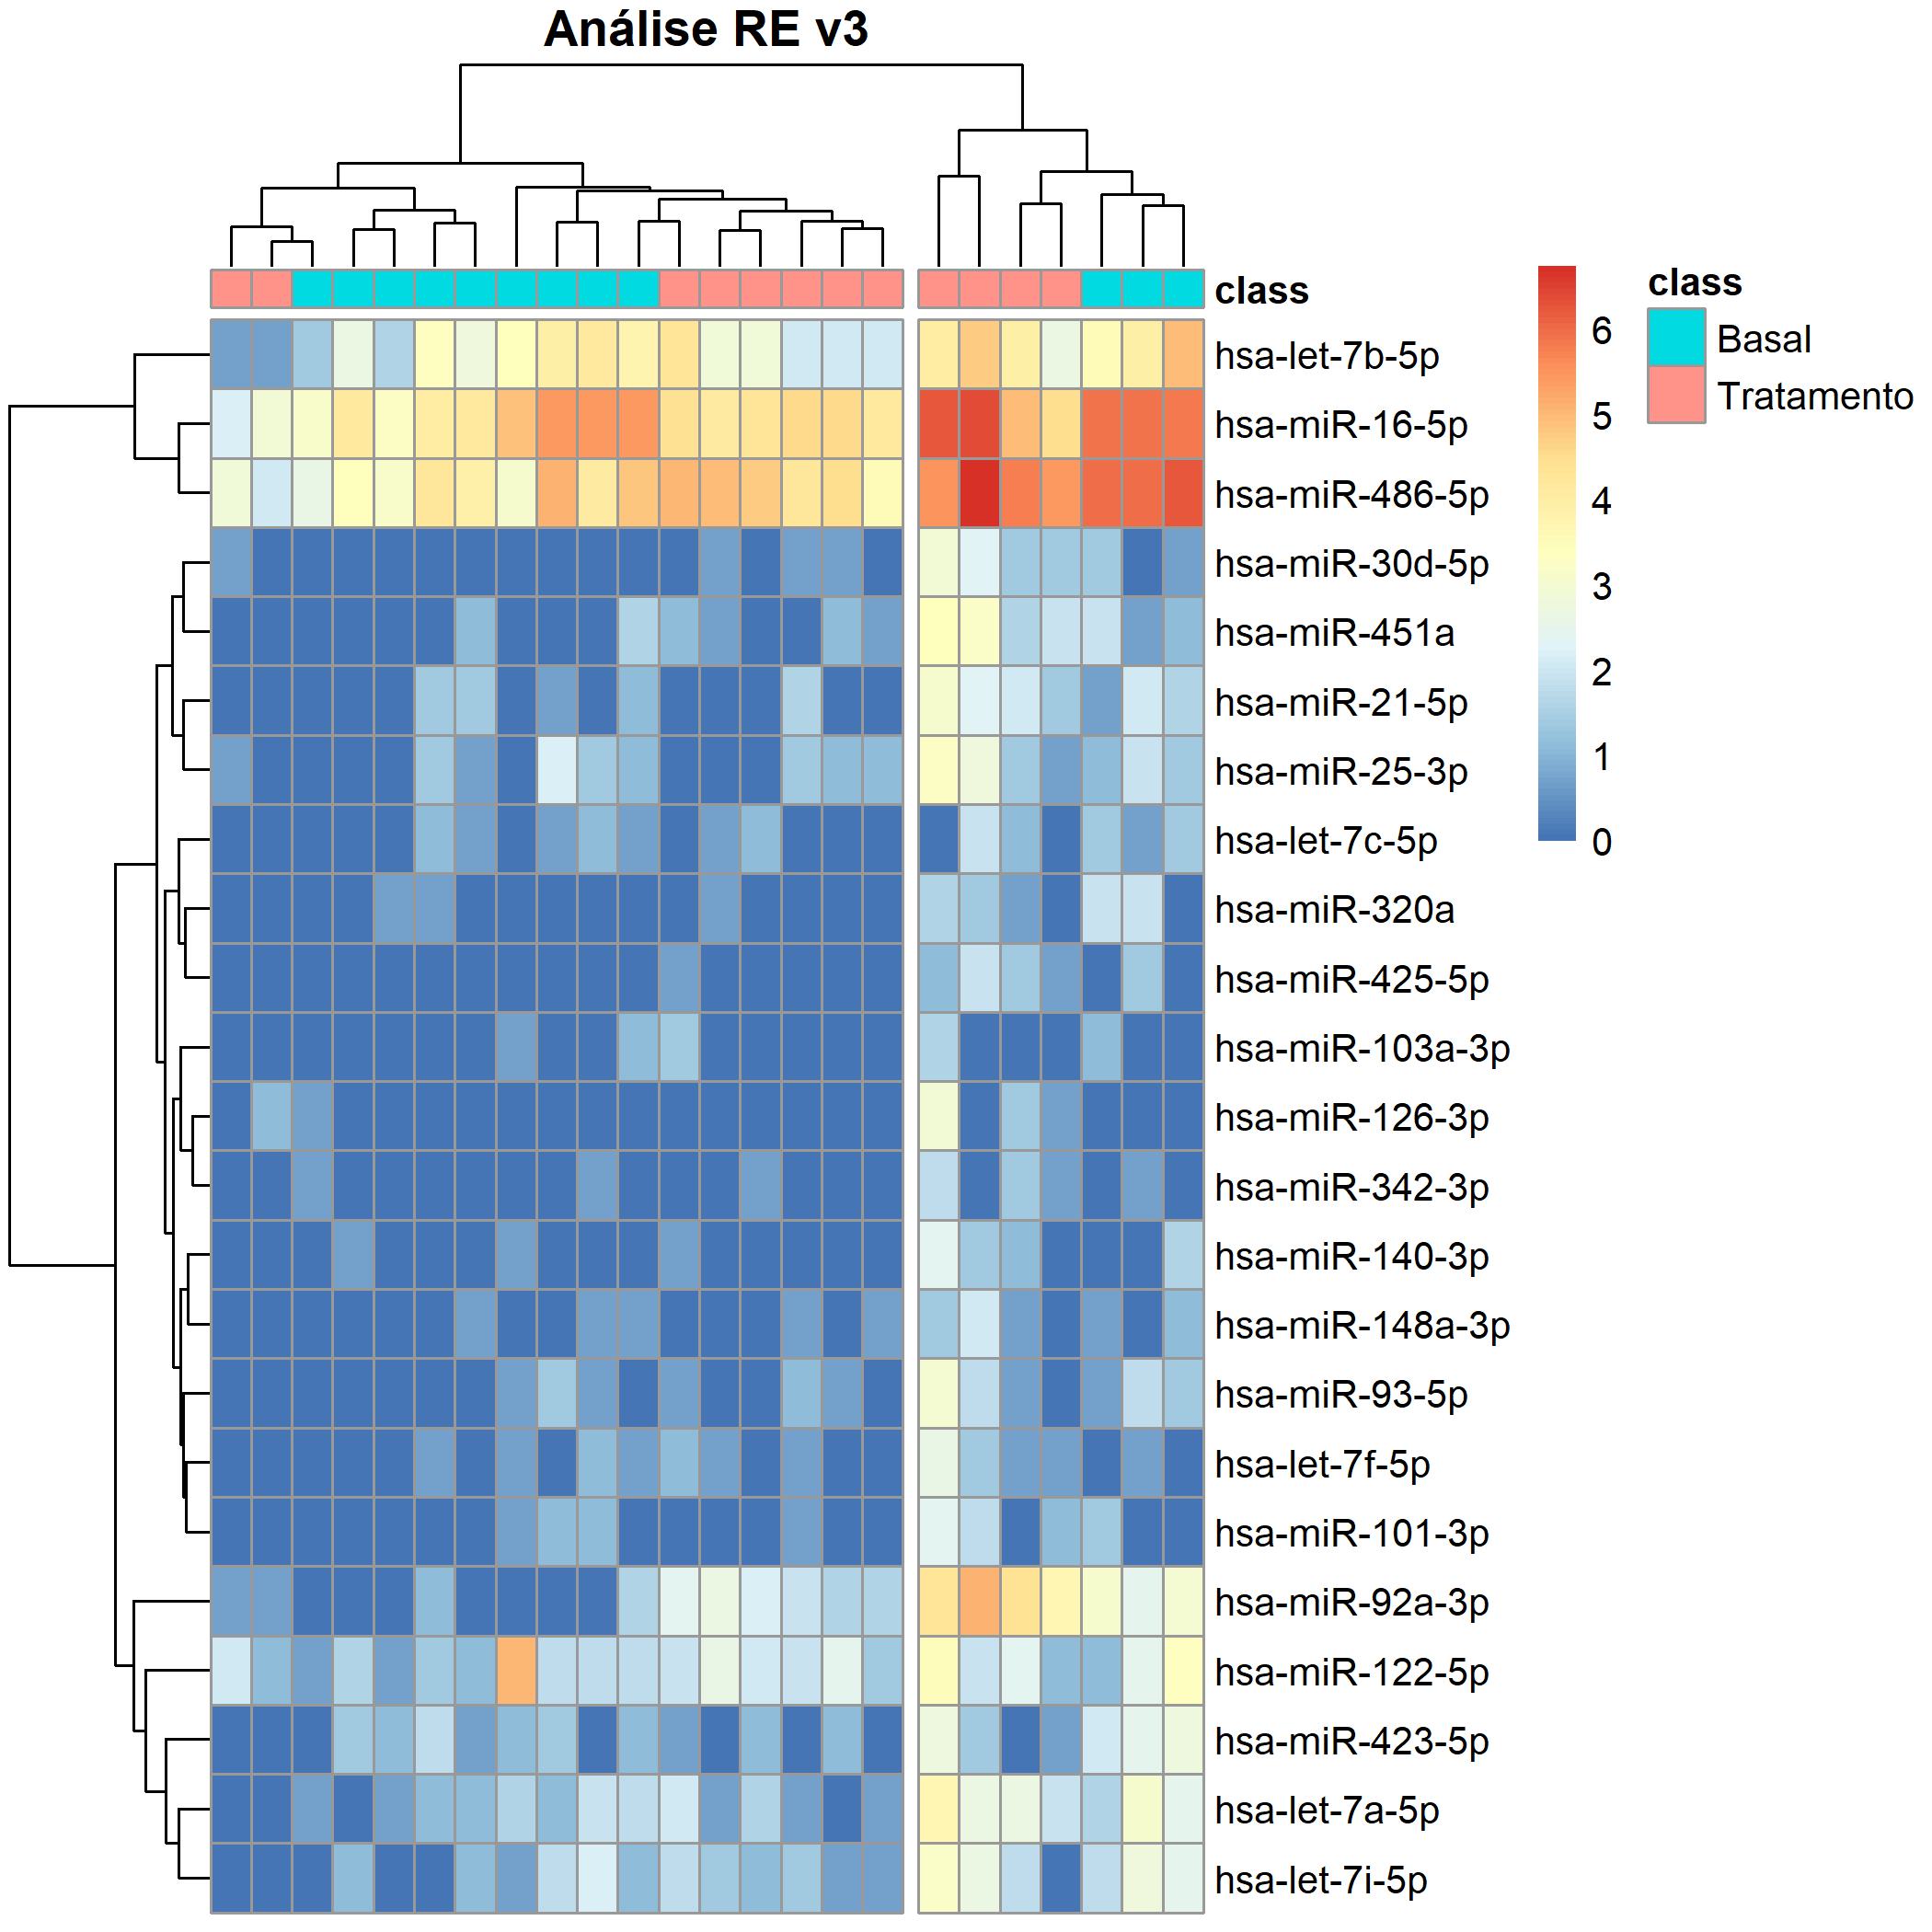 Análise RE v3
class
hsa-let-7b-5p
hsa-miR-16-5p
hsa-miR-486-5p
hsa-miR-30d-5p
hsa-miR-451a
hsa-miR-21-5p
hsa-miR-25-3p
hsa-let-7c-5p
hsa-miR-320a
hsa-miR-425-5p
hsa-miR-103a-3p
hsa-miR-126-3p
hsa-miR-342-3p
hsa-miR-140-3p
hsa-miR-148a-3p
hsa-miR-93-5p
hsa-let-7f-5p
hsa-miR-101-3p
hsa-miR-92a-3p
hsa-miR-122-5p
hsa-miR-423-5p
hsa-let-7a-5p
hsa-let-7i-5p
6
5
4
3
2
1
0
class
Basal
Tratamento